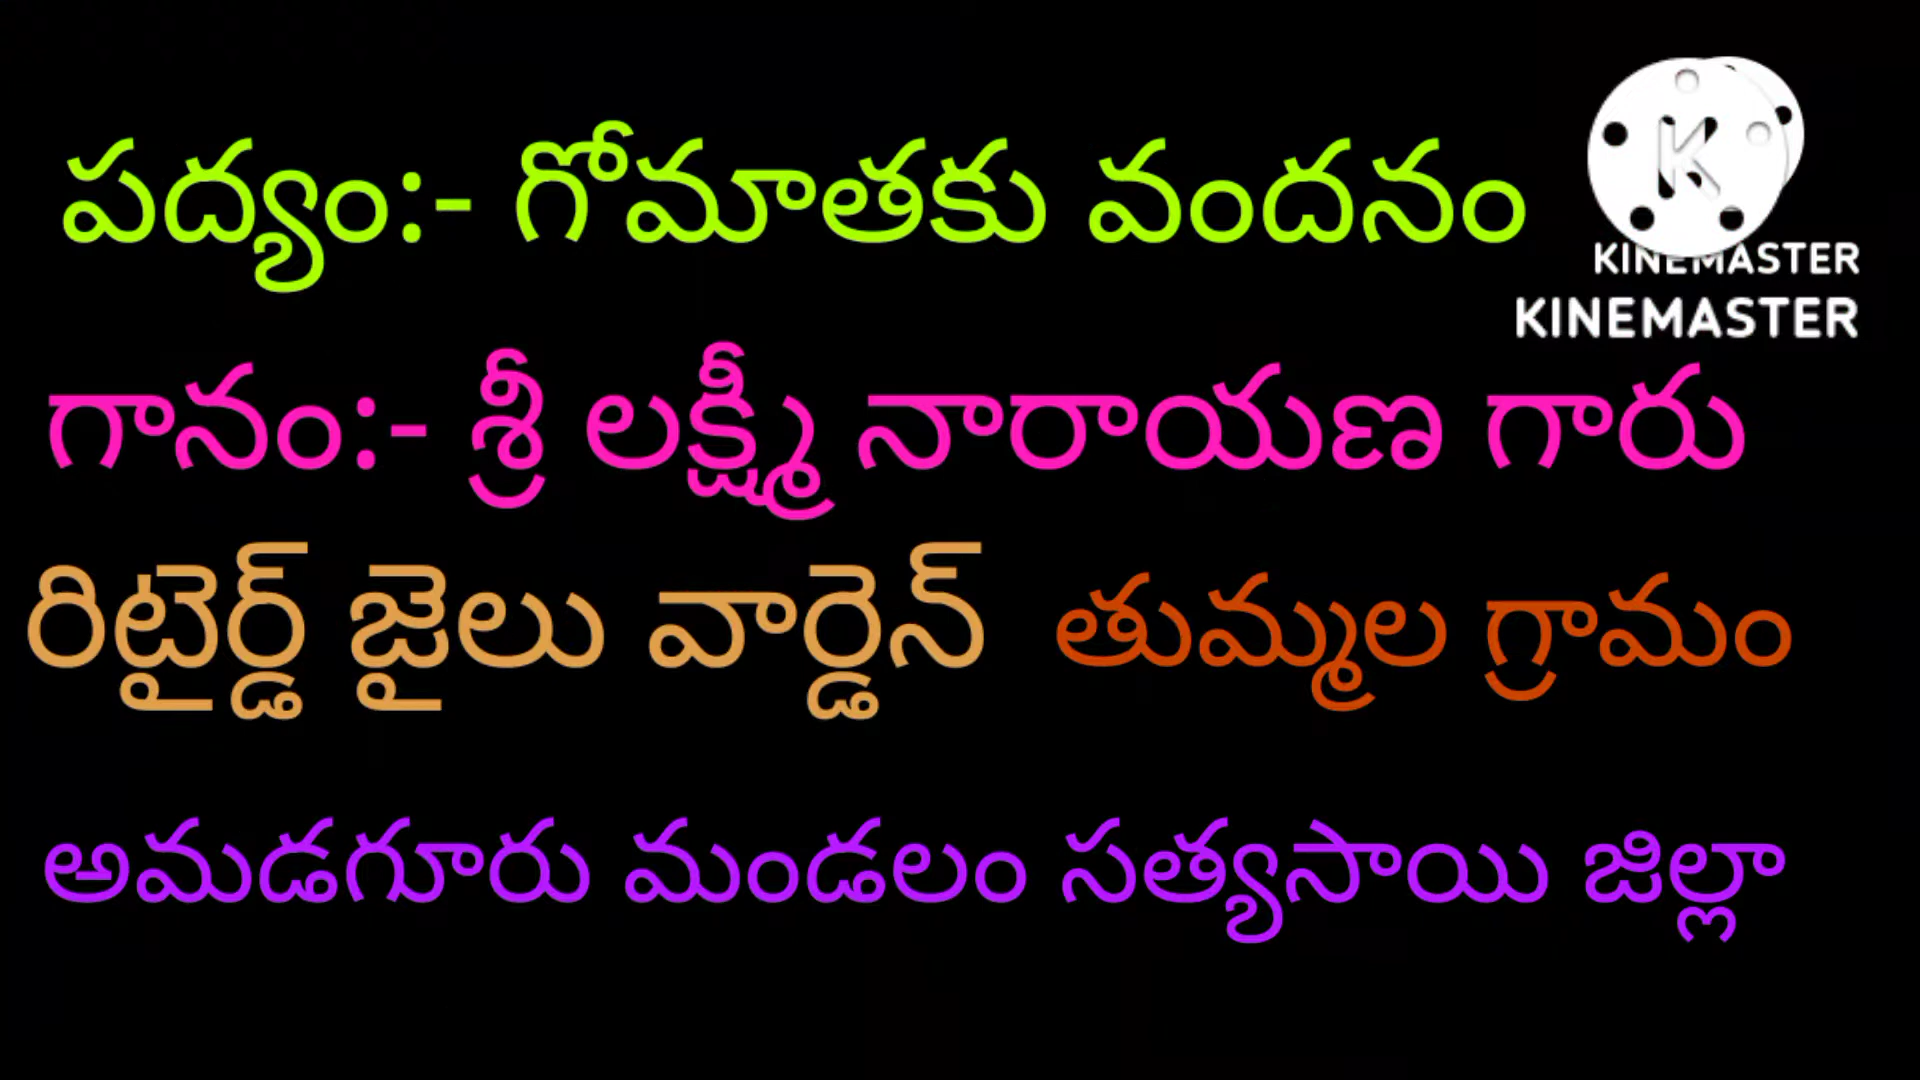 పద్యం:- గోమాతకు వందనం
KINEMASTER
KINEMASTER
గానం:- శ్రీ లక్ష్మీ నారాయణ గారు
రిటైర్డ్ జైలు వార్డెన్ తుమ్మల గ్రామం
అమడగూరు మండలం సత్యసాయి జిల్లా